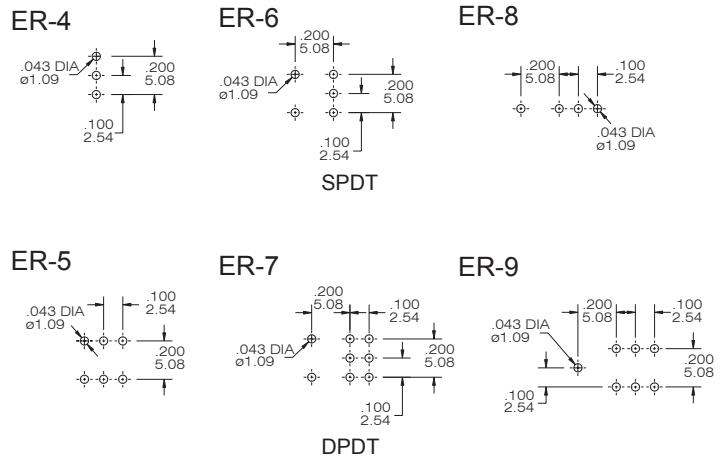 ER-4
.043 DIA
ø1.09
.200
5.08
.100
2.54
ER-6
.200
5.08
.043 DIA
ø1.09
.200
5.08
.100
2.54
SPDT
ER-8
.200
5.08
.100
2.54
.043 DIA
ø1.09
ER-5
.043 DIA
ø1.09
.100
2.54
.200
5.08
ER-7
.200
5.08
.100
2.54
.043 DIA
ø1.09
.200
5.08
.100
2.54
DPDT
ER-9
.200
5.08
.100
2.54
.043 DIA
ø1.09
.200
5.08
.100
2.54